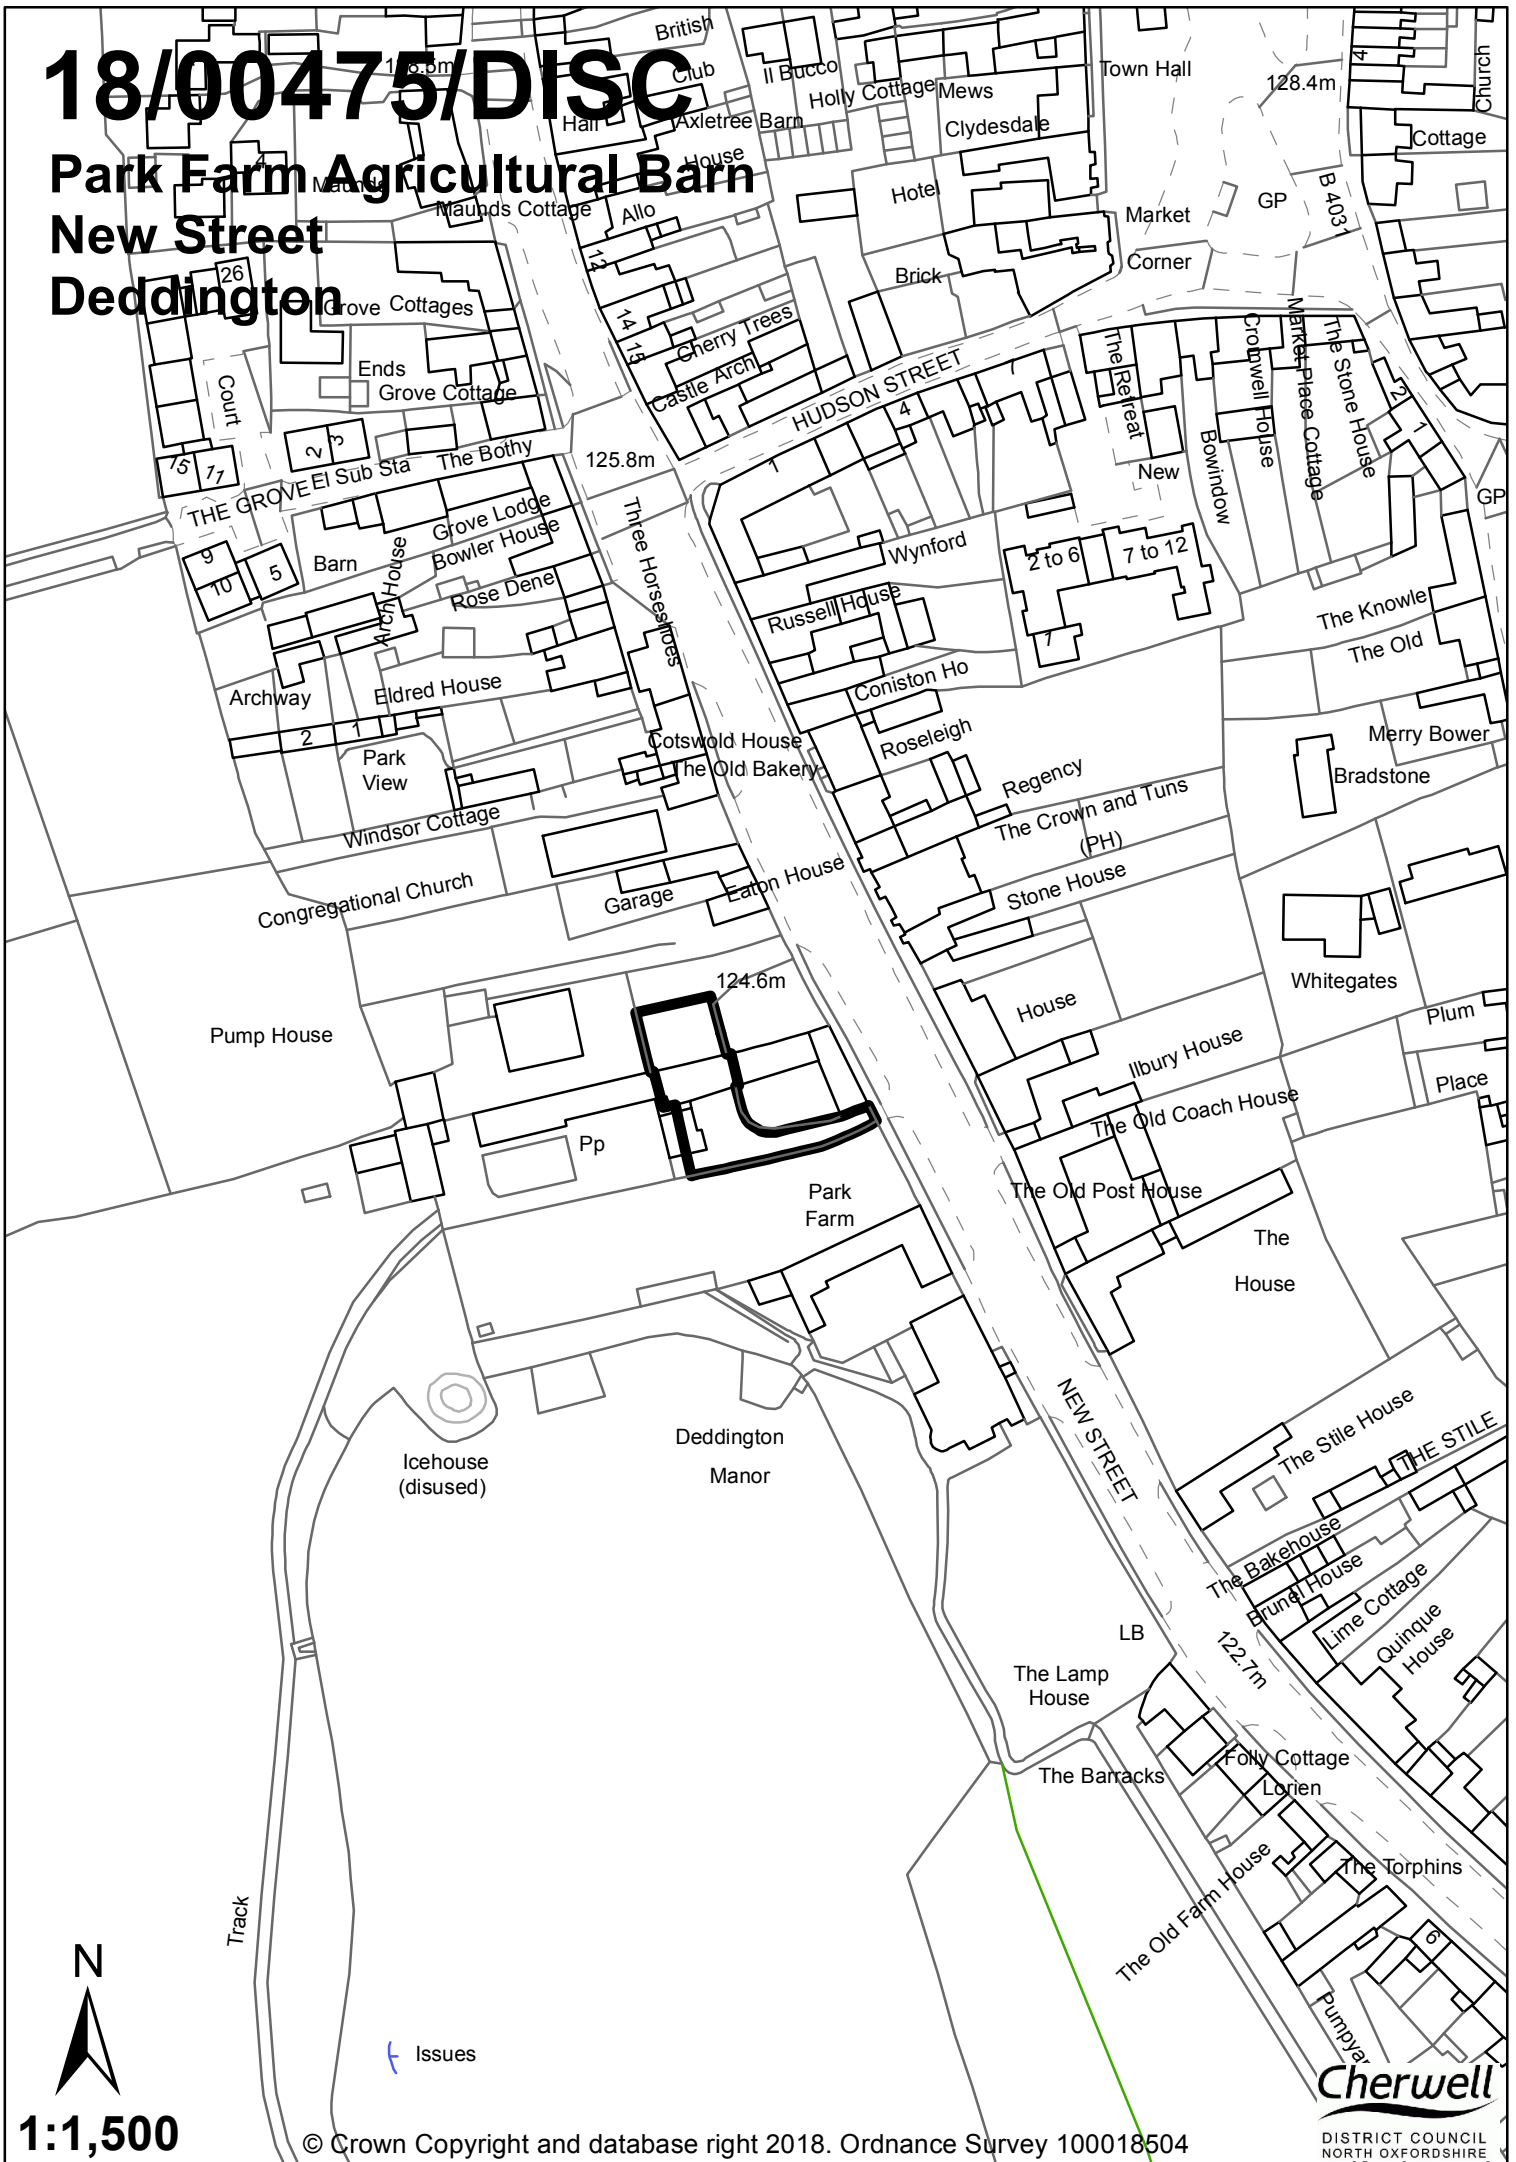 18/00475/DISC
Park Farm Agricultural Barn
New Street
Deddington
British
Club
Il Bucco
Holly Cottage
Mews
Town Hall
128.4m
4
Church
Hall
Axletree Barn
House
Clydesdale
Cottage
4
Maunds
Maunds Cottage
Allo
Hotel
Market
GP
B 4031
12
26
Grove Cottages
Brick
Corner
14
15
Cherry Trees
Castle Arch
Ends
Grove Cottage
Court
HUDSON STREET
7
4
1
The Retreat
Cromwell House
Market Place Cottage
The Stone House
2
1
Bowindow
New
GP
15
11
2
3
THE GROVE
El Sub Sta
The Bothy
125.8m
Grove Lodge
Bowler House
Three Horseshoes
Wynford
2 to 6
7 to 12
9
10
5
Barn
Arch House
Rose Dene
Russell House
1
The Knowle
The Old
Archway
Eldred House
Coniston Ho
2
1
Park
View
Cotswold House
The Old Bakery
Roseleigh
Regency
Merry Bower
Bradstone
The Crown and Tuns
(PH)
Windsor Cottage
Congregational Church
Garage
Eaton House
Stone House
124.6m
Pump House
House
Whitegates
Plum
Ilbury House
Place
The Old Coach House
Pp
Park
Farm
The Old Post House
The
House
Icehouse
(disused)
Deddington
Manor
NEW STREET
The Stile House
THE STILE
The Bakehouse
Brunel House
Lime Cottage
Quinque
House
LB
122.7m
The Lamp
House
The Barracks
Folly Cottage
Lorien
The Torphins
The Old Farm House
6
Track
Pumpya
N
Issues
1:1,500
© Crown Copyright and database right 2018. Ordnance Survey 100018504
Cherwell
DISTRICT COUNCIL
NORTH OXFORDSHIRE